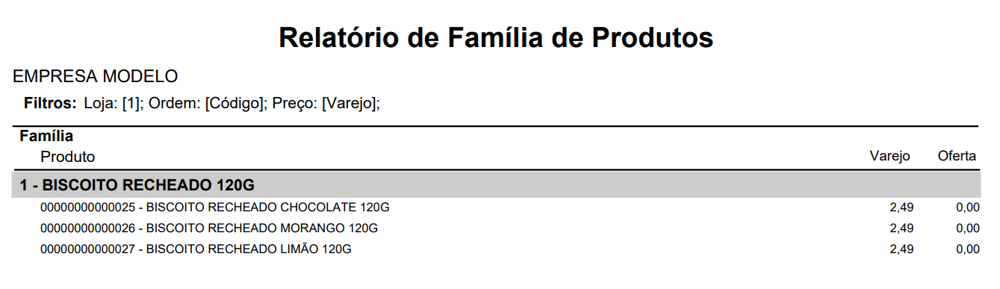 Relatório de Família de Produtos
EMPRESA MODELO
Filtros: Loja: [1]; Ordem: [Código]; Preço: [Varejo];
Família
Produto Varejo Oferta
1 - BISCOITO RECHEADO 120G
00000000000025 - BISCOITO RECHEADO CHOCOLATE 120G 2,49 0,00
00000000000026 - BISCOITO RECHEADO MORANGO 120G 2,49 0,00
00000000000027 - BISCOITO RECHEADO LIMÃO 120G 2,49 0,00